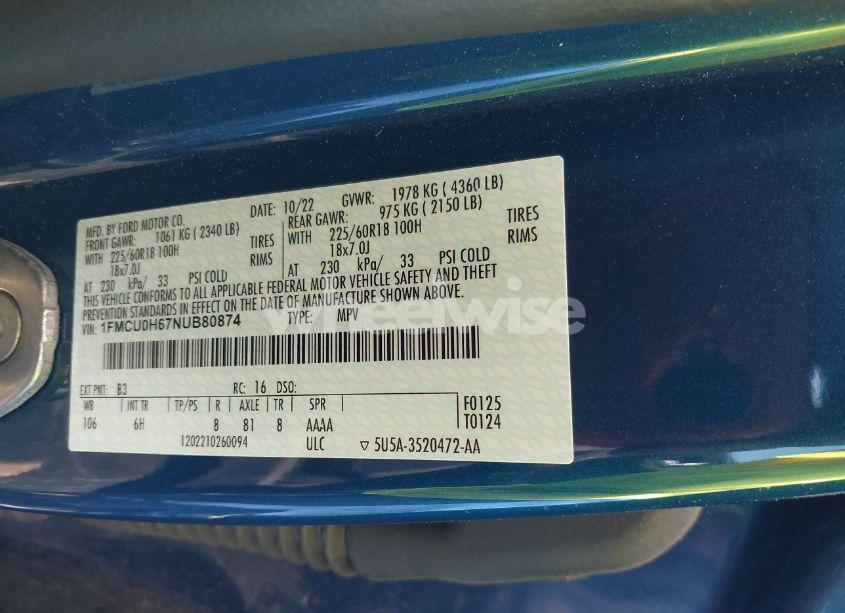 MFD. BY FORD MOTOR CO.
DATE: 10/22 GVWR: 1978 KG ( 4360 LB)
FRONT GAWR: 1061 KG ( 2340 LB)
REAR GAWR: 975 KG ( 2150 LB)
WITH 225/60R18 100H TIRES
WITH 225/60R18 100H TIRES
18x7.0J RIMS
18x7.0J RIMS
AT 230 kPa/ 33 PSI COLD
AT 230 kPa/ 33 PSI COLD
THIS VEHICLE CONFORMS TO ALL APPLICABLE FEDERAL MOTOR VEHICLE SAFETY AND THEFT
PREVENTION STANDARDS IN EFFECT ON THE DATE OF MANUFACTURE SHOWN ABOVE.
VIN: 1FMCU0H67NUB80874 TYPE: MPV
wheelwise
EXT PNT: B3 RC: 16 DSO:
WB INT TR TP/PS R AXLE TR SPR F0125
106 6H 8 81 8 AAAA T0124
1202210260094 ULC ▽ 5U5A-3520472-AA